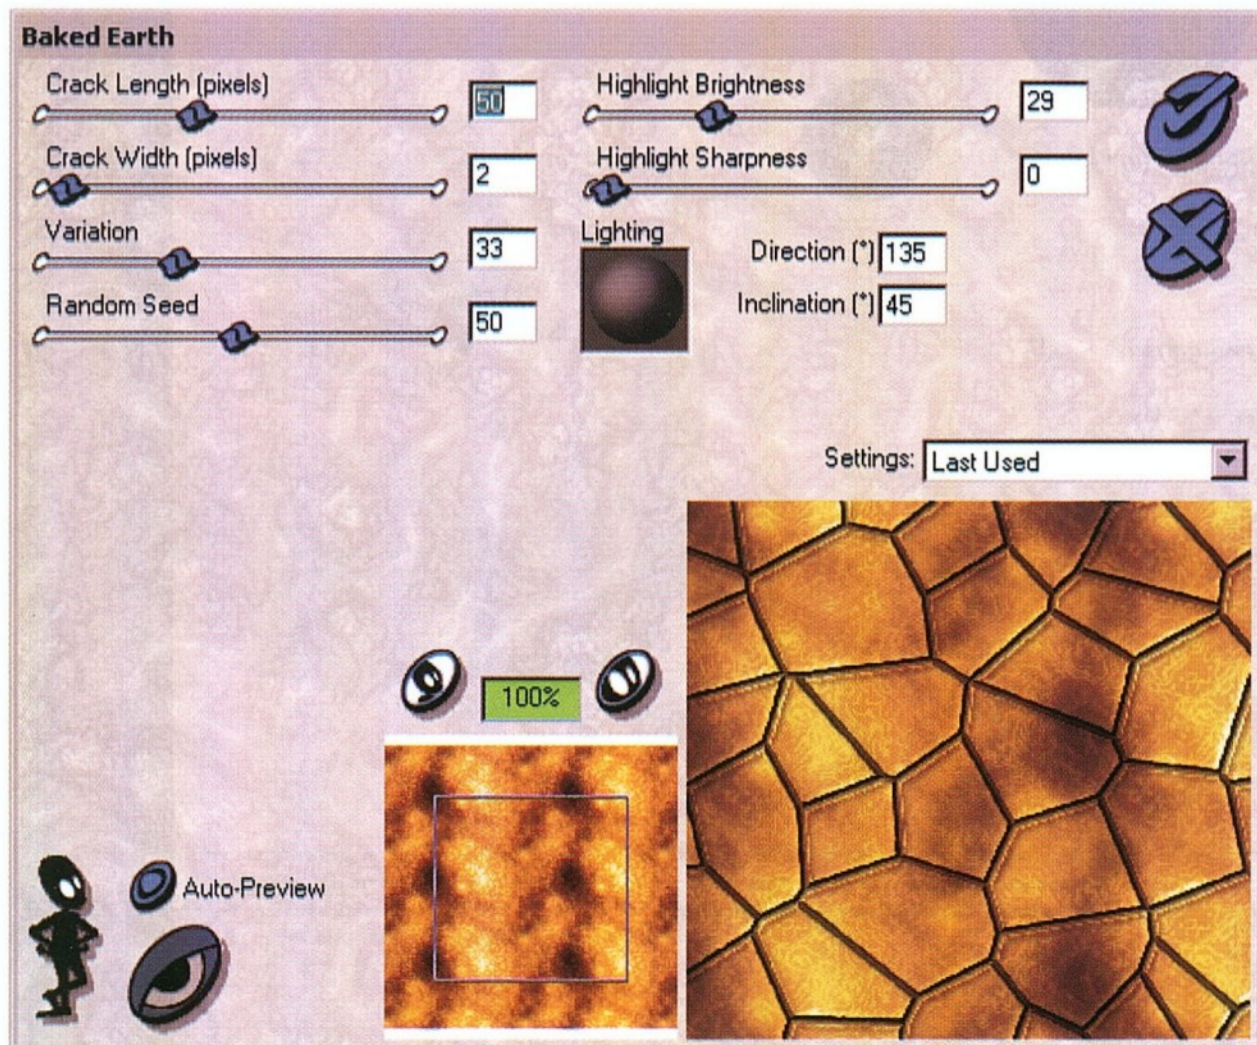 Baked Earth
Crack Length (pixels)
50
Crack Width (pixels)
2
Variation
33
Random Seed
50
Highlight Brightness
29
Highlight Sharpness
0
Lighting
Direction (°) 135
Inclination (°) 45
Settings: Last Used
100%
Auto-Preview